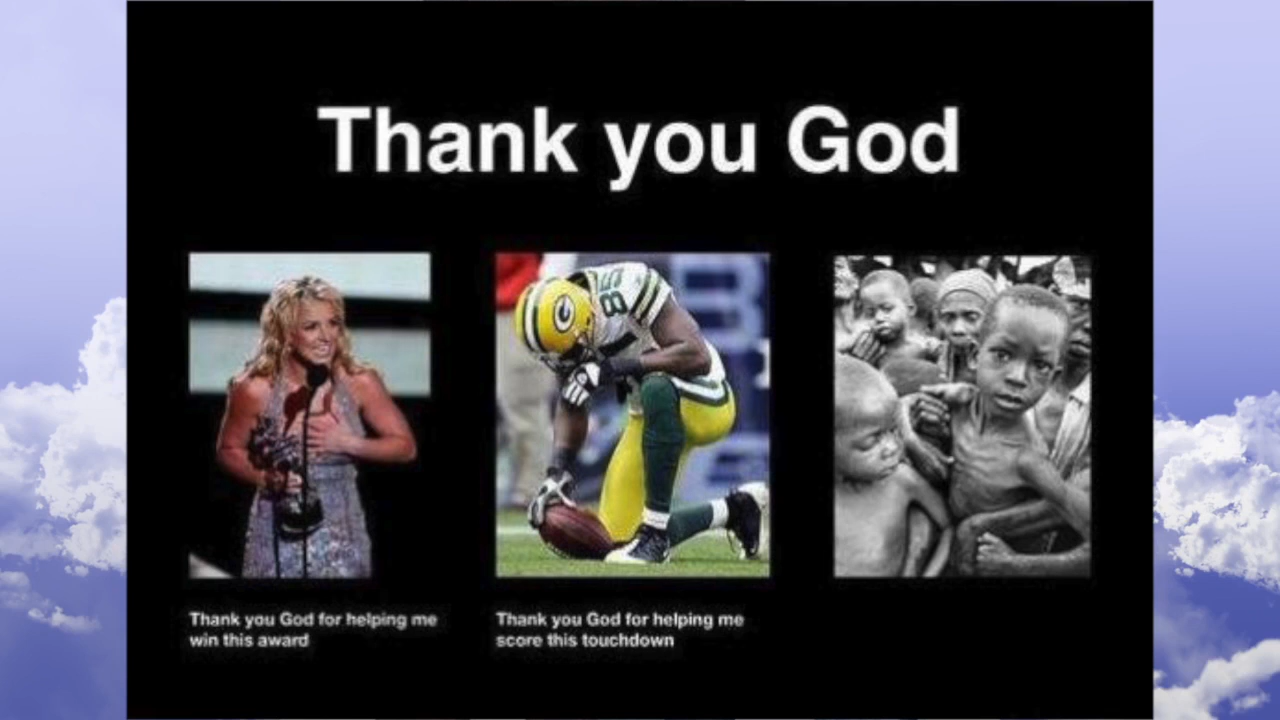 Thank you God
G
85
Thank you God for helping me
win this award
Thank you God for helping me
score this touchdown